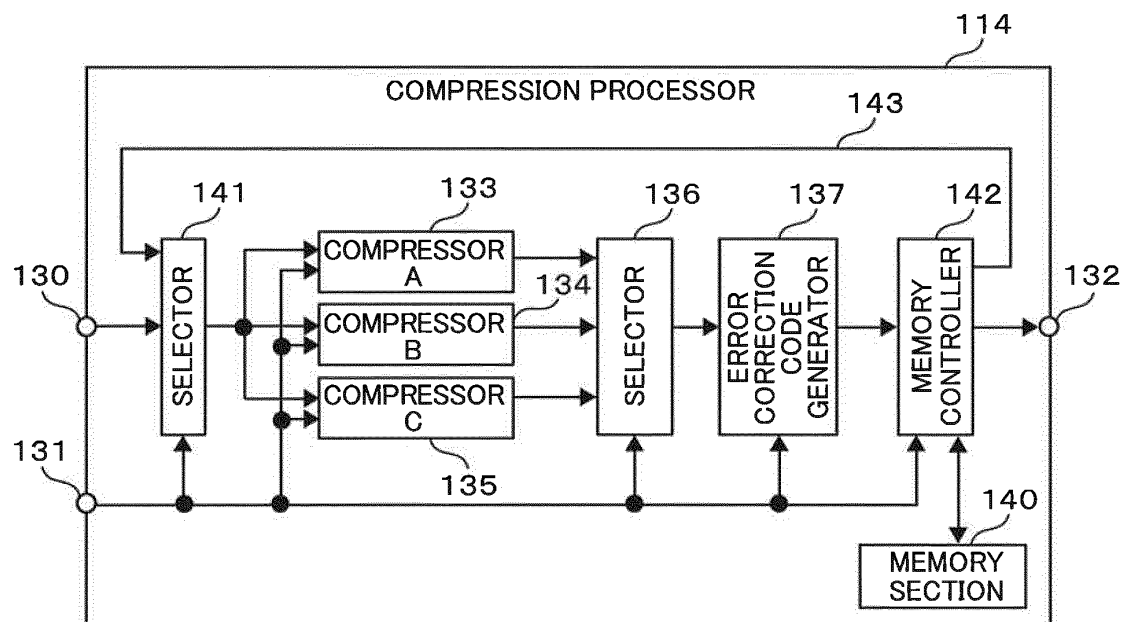 114
COMPRESSION PROCESSOR
143
141
133
136
137
142
COMPRESSOR
A
130
132
134
COMPRESSOR
B
COMPRESSOR
C
SELECTOR
SELECTOR
ERROR
CORRECTION
CODE
GENERATOR
MEMORY
CONTROLLER
131
135
140
MEMORY
SECTION